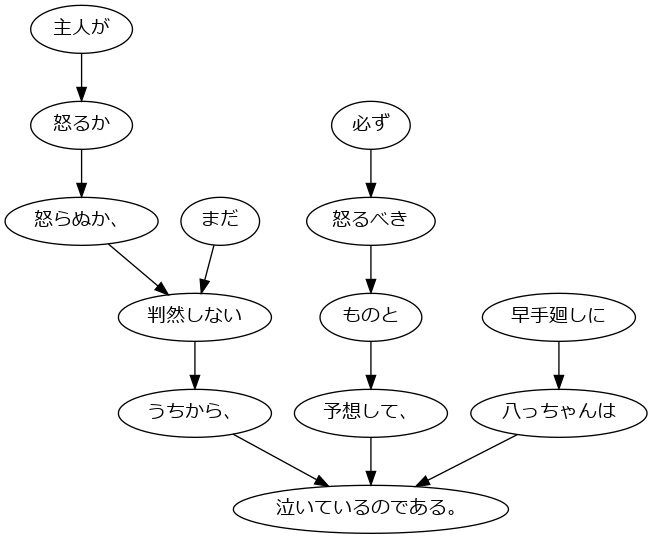 主人が
怒るか
必ず
怒らぬか、
まだ
怒るべき
判然しない
ものと
早手廻しに
うちから、
予想して、
八っちゃんは
泣いているのである。